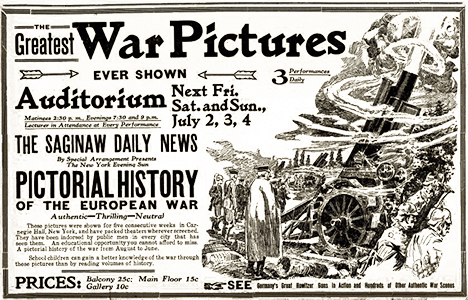 THE
Greatest War Pictures
EVER SHOWN
3 Performances Daily
Auditorium Next Fri. Sat. and Sun., July 2, 3, 4
Matinees 2:30 p. m., Evenings 7:30 and 9 p.m.
Lecturer in Attendance at Every Performance
THE SAGINAW DAILY NEWS
By Special Arrangement Presents
The New York Evening Sun
PICTORIAL HISTORY
OF THE EUROPEAN WAR
Authentic—Thrilling—Neutral
These pictures were shown for five consecutive weeks in Car-
negie Hall, New York, and have packed theaters wherever screened.
They have been indorsed by public men in every city that has
seen them. An educational opportunity you cannot afford to miss
A pictorial history of the war from August to June.
School children can gain a better knowledge of the war through
these pictures than by reading volumes of history.
PRICES: Balcony 25c; Main Floor 15c
Gallery 10c
SEE Germany's Great Howitzer Guns in Action and Hundreds of Other Authentic War Scenes